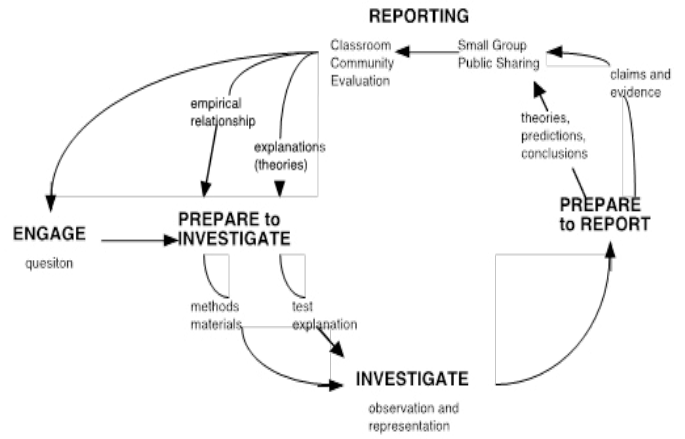 REPORTING
Classroom
Community
Evaluation
Small Group
Public Sharing
claims and
evidence
empirical
relationship
explanations
(theories)
theories,
predictions,
conclusions
ENGAGE
quesiton
PREPARE to
INVESTIGATE
PREPARE
to REPORT
methods
materials
test
explanation
INVESTIGATE
observation and
representation